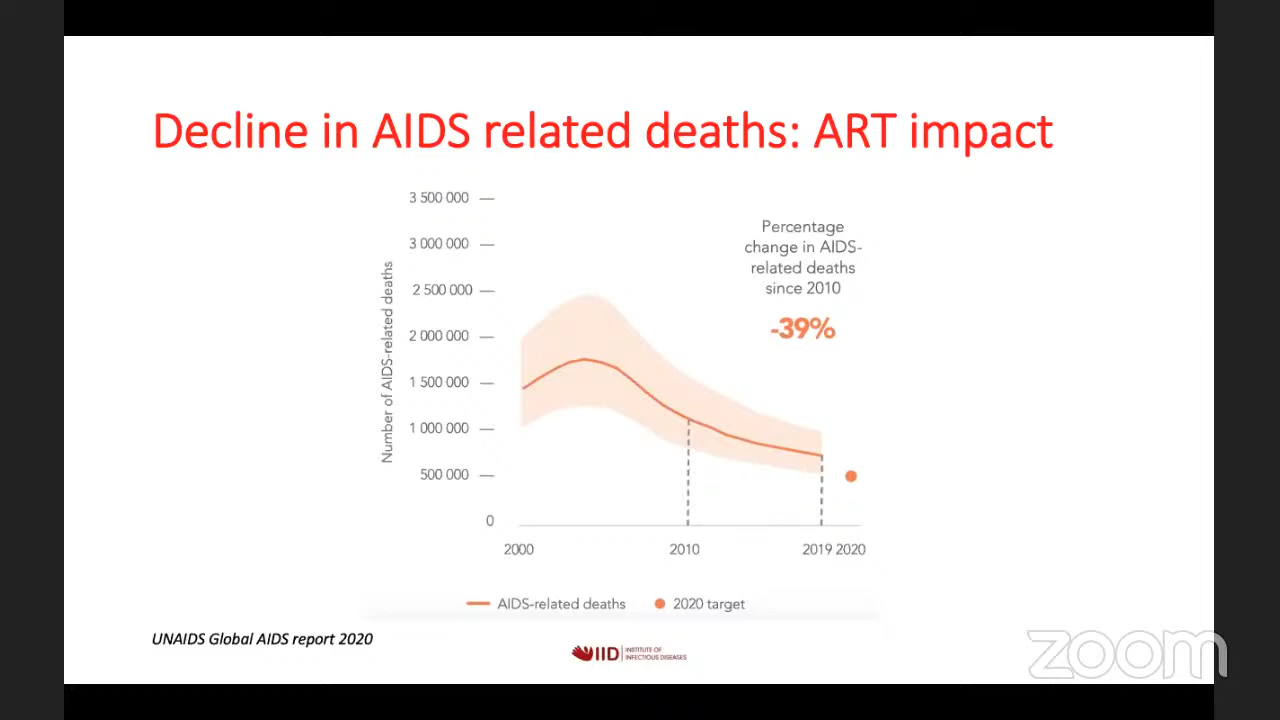 Decline in AIDS related deaths: ART impact
3 500 000
3 000 000
2 500 000
2 000 000
1 500 000
1 000 000
500 000
0
Number of AIDS-related deaths
Percentage
change in AIDS-
related deaths
since 2010
-39%
2000
2010
2019 2020
AIDS-related deaths
2020 target
UNAIDS Global AIDS report 2020
IID
INSTITUTE OF
INFECTIOUS DISEASES
zoom